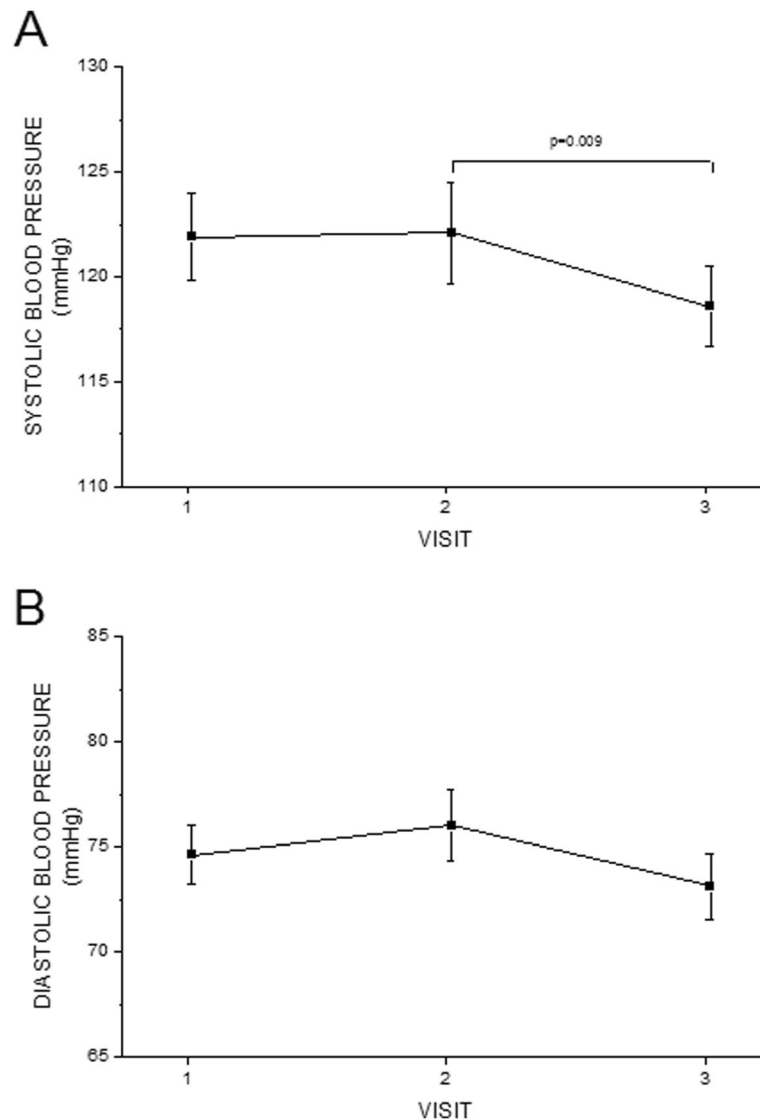 A
130
p=0.009
125
120
115
110
SYSTOLIC BLOOD PRESSURE
(mmHg)
1 2 3
VISIT
B
85
80
75
70
65
DIASTOLIC BLOOD PRESSURE
(mmHg)
1 2 3
VISIT